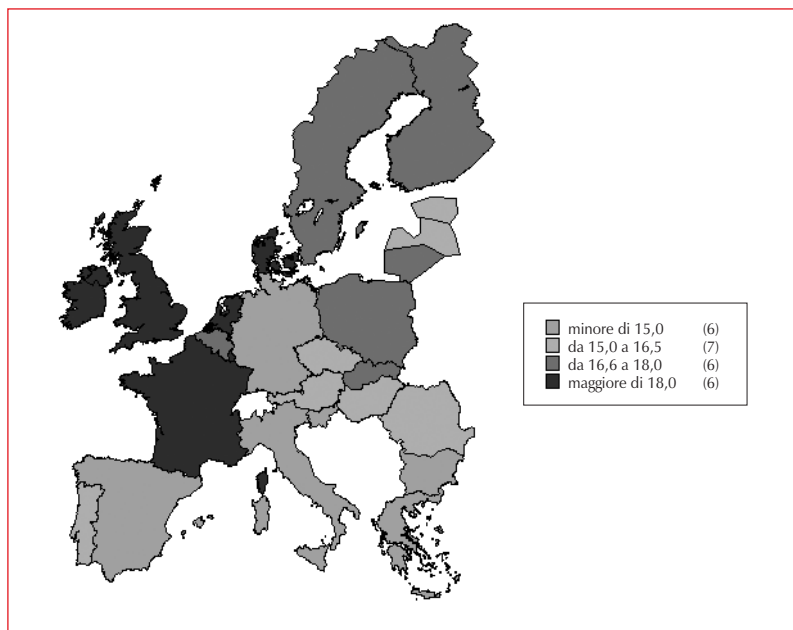 minore di 15,0 (6)
da 15,0 a 16,5 (7)
da 16,6 a 18,0 (6)
maggiore di 18,0 (6)